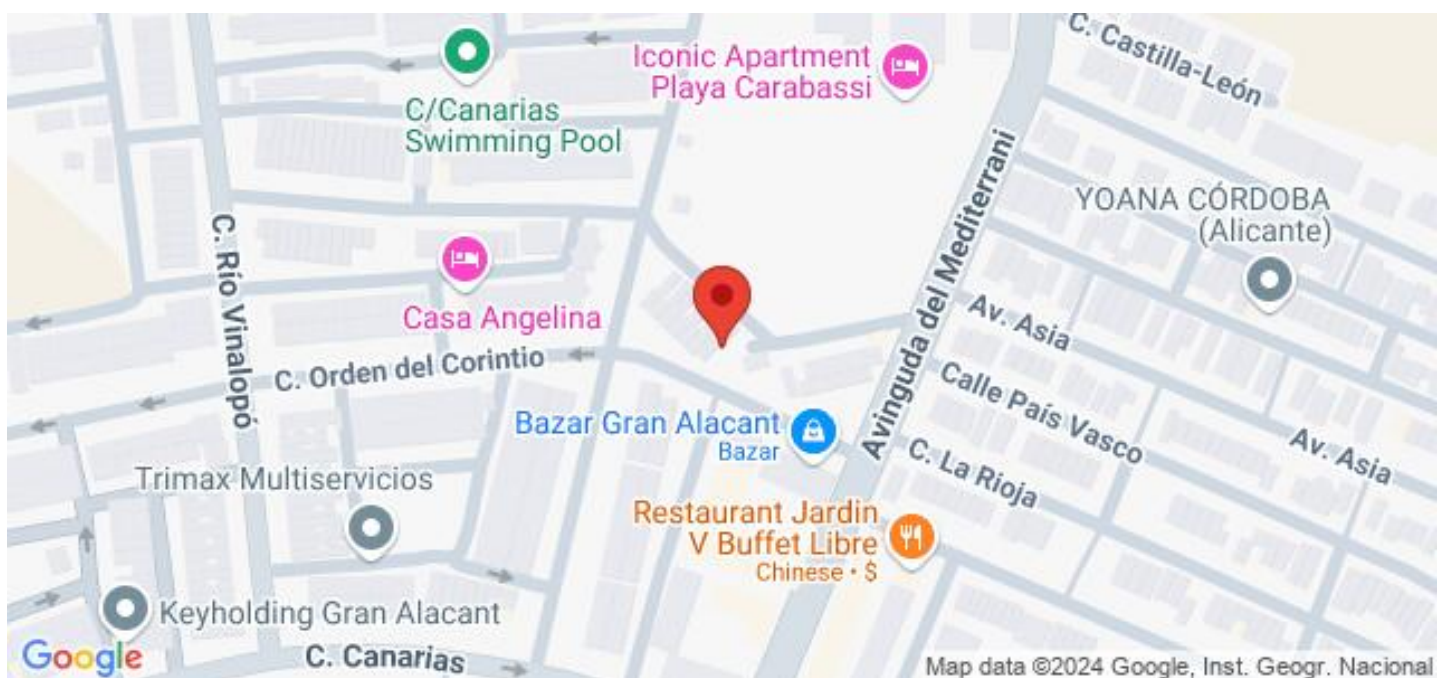 C. Castilla-León
Iconic Apartment
Playa Carabassi
C/Canarias
Swimming Pool
Avinguda del Mediterrani
YOANA CÓRDOBA
(Alicante)
C. Río Vinalopó
Casa Angelina
Av. Asia
C. Orden del Corintio
Calle País Vasco
Bazar Gran Alacant
Bazar
Av. Asia
C. La Rioja
Trimax Multiservicios
Restaurant Jardin
V Buffet Libre
Chinese · $
Keyholding Gran Alacant
Google
C. Canarias
Map data ©2024 Google, Inst. Geogr. Nacional